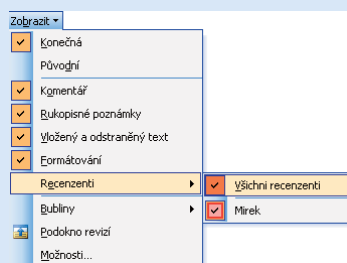 Zobrazit
Konečná
Původní
Komentář
Rukopisné poznámky
Vložený a odstraněný text
Formátování
Recenzenti
Všichni recenzenti
Bubliny
Mirek
Podokno revizí
Možnosti...